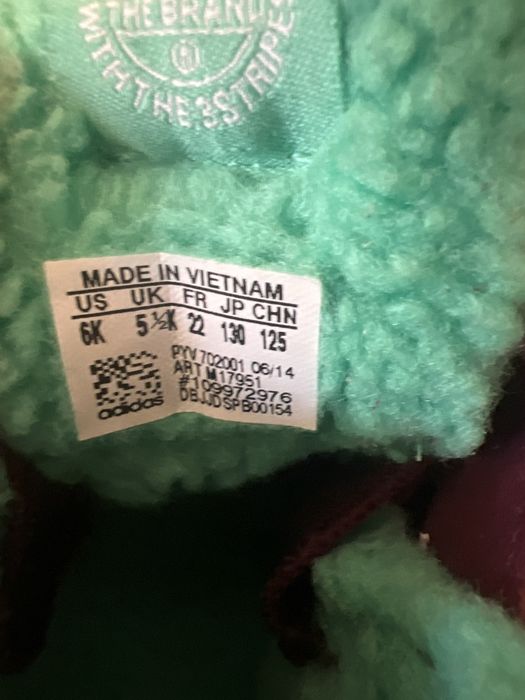 THE BRAND
WITH THE 3 STRIPES
MADE IN VIETNAM
US UK FR JP CHN
6K 5½K 22 130 125
PYV 702001 06/14
ART M17951
#109972976
DBJJDSPB00154
adidas